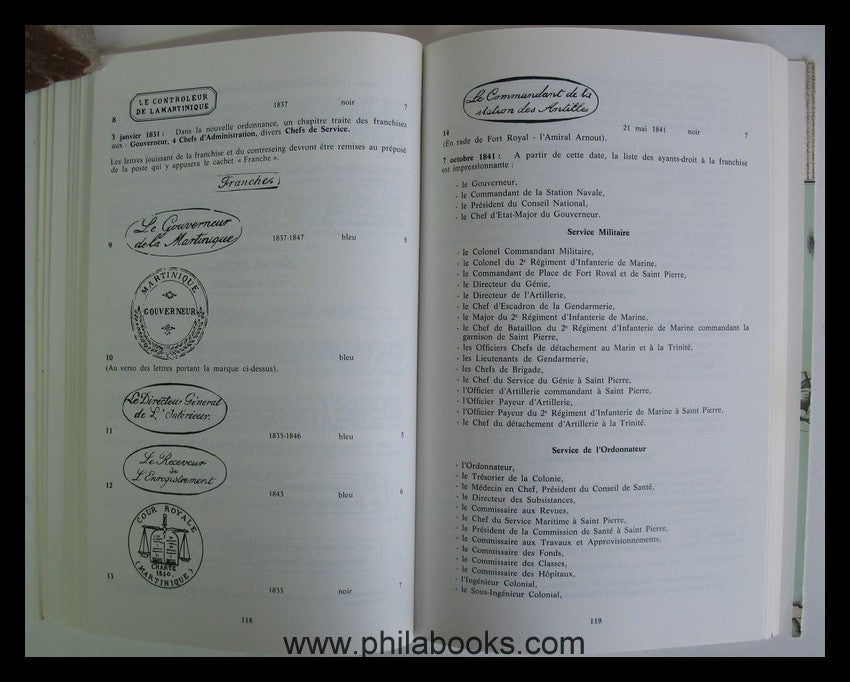 LE CONTROLEUR
DE LA MARTINIQUE
8 1837 noir 7
3 janvier 1831 : Dans la nouvelle ordonnance, un chapitre traite des franchises
aux : Gouverneur, 4 Chefs d'Administration, divers Chefs de Service.
Les lettres jouissant de la franchise et du contreseing devront être remises au préposé
de la poste qui y apposera le cachet « Franche ».
Franche
Le Gouverneur
de la Martinique
9 1837-1847 bleu 6
MARTINIQUE
GOUVERNEUR
10 bleu
(Au verso des lettres portant la marque ci-dessus).
Le Directeur Général
de L'Intérieur.
11 1835-1846 bleu 5
Le Receveur
de
L'Enregistrement
12 1843 bleu 6
COUR ROYALE
CHARTE
1830.
(MARTINIQUE)
13 1833 noir 7
118
Le Commandant de la
station des Antilles
14 21 mai 1841 noir 7
(En rade de Fort Royal - l'Amiral Arnout).
7 octobre 1841 : A partir de cette date, la liste des ayants-droit à la franchise
est impressionnante :
- le Gouverneur,
- le Commandant de la Station Navale,
- le Président du Conseil National,
- le Chef d'Etat-Major du Gouverneur.
Service Militaire
- le Colonel Commandant Militaire,
- le Colonel du 2e Régiment d'Infanterie de Marine,
- le Commandant de Place de Fort Royal et de Saint Pierre,
- le Directeur du Génie,
- le Directeur de l'Artillerie,
- le Chef d'Escadron de la Gendarmerie,
- le Major du 2e Régiment d'Infanterie de Marine,
- le Chef de Bataillon du 2e Régiment d'Infanterie de Marine commandant la
garnison de Saint Pierre,
- les Officiers Chefs de détachement au Marin et à la Trinité,
- les Lieutenants de Gendarmerie,
- les Chefs de Brigade,
- le Chef du Service du Génie à Saint Pierre,
- l'Officier d'Artillerie commandant à Saint Pierre,
- l'Officier Payeur d'Artillerie,
- l'Officier Payeur du 2e Régiment d'Infanterie de Marine à Saint Pierre,
- le Chef du détachement d'Artillerie à la Trinité.
Service de l'Ordonnateur
- l'Ordonnateur,
- le Trésorier de la Colonie,
- le Médecin en Chef, Président du Conseil de Santé,
- le Directeur des Subsistances,
- le Commissaire aux Revues,
- le Chef du Service Maritime à Saint Pierre,
- le Président de la Commission de Santé à Saint Pierre,
- le Commissaire aux Travaux et Approvisionnements,
- le Commissaire des Fonds,
- le Commissaire des Classes,
- le Commissaire des Hôpitaux,
- l'Ingénieur Colonial,
- le Sous-Ingénieur Colonial,
119
www.philabooks.com